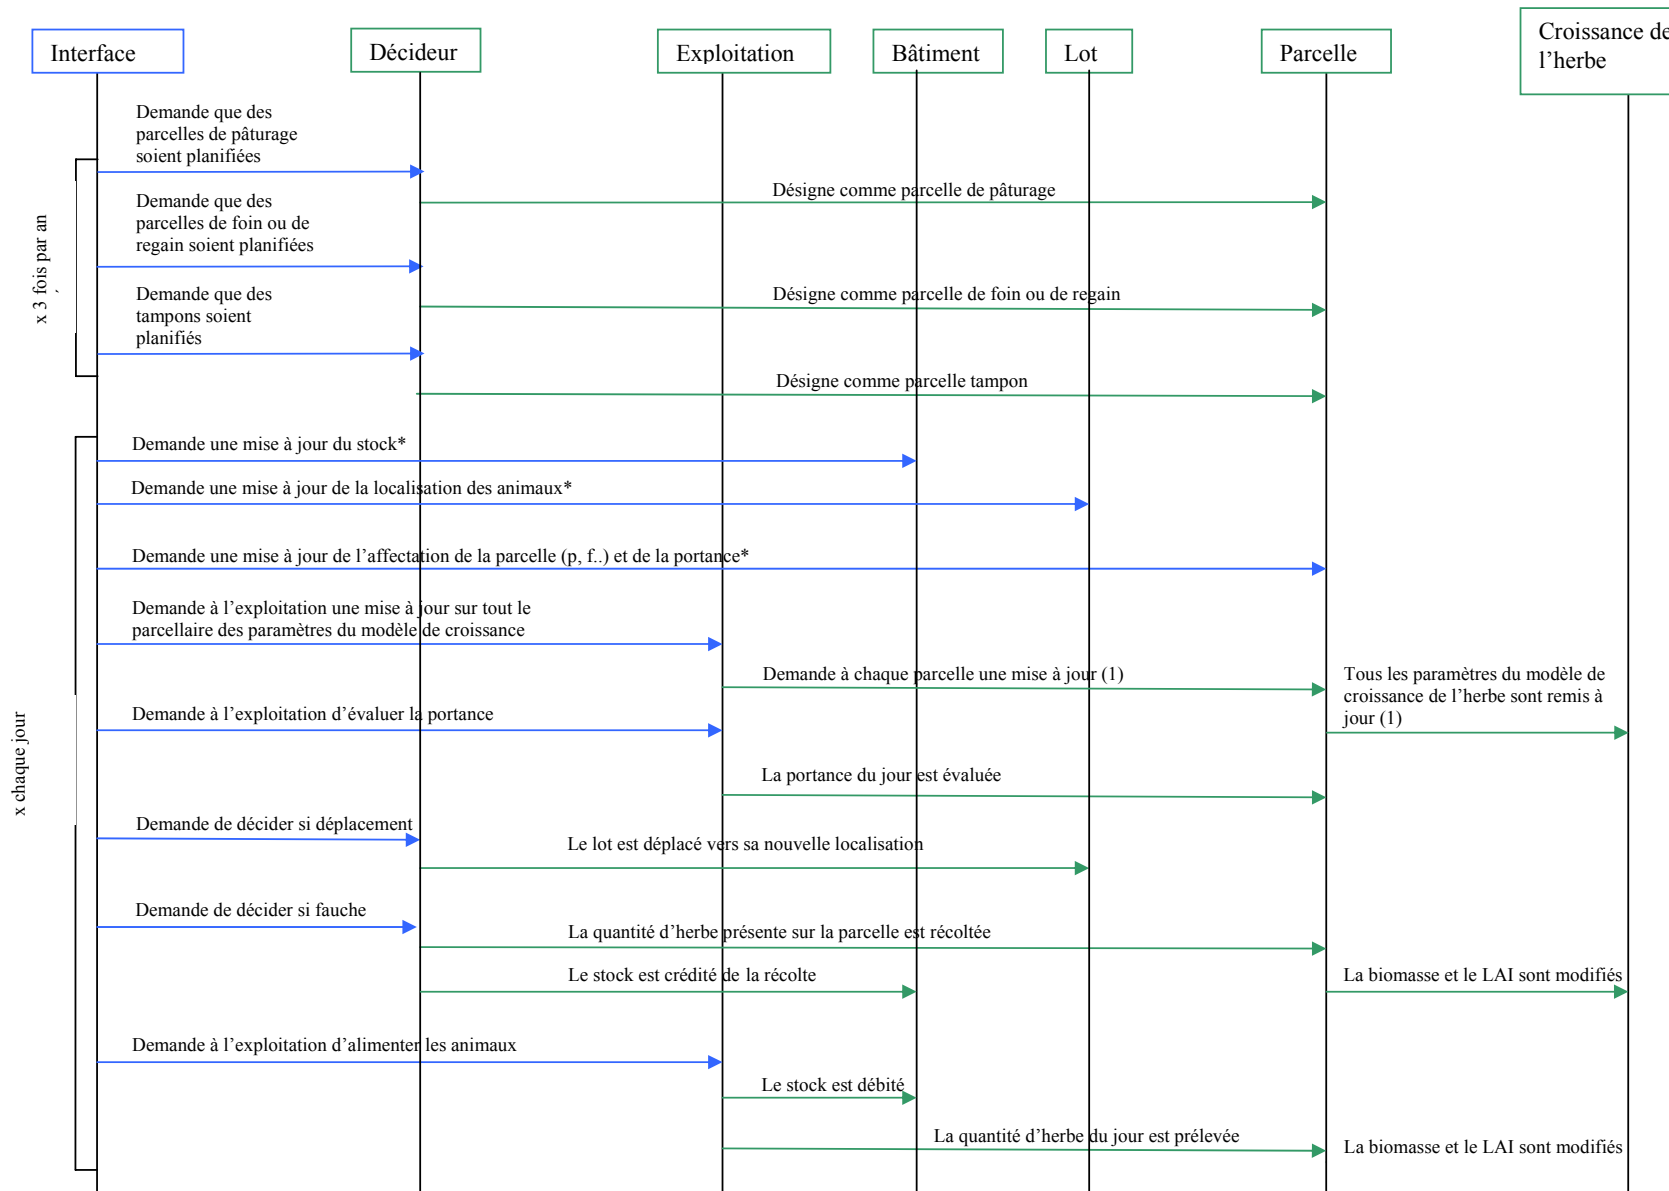 Interface
Décideur
Exploitation
Bâtiment
Lot
Parcelle
Croissance de
l’herbe
Demande que des
parcelles de pâturage
soient planifiées
Désigne comme parcelle de pâturage
Demande que des
parcelles de foin ou de
regain soient planifiées
x 3 fois par an
Demande que des
tampons soient
planifiés
Désigne comme parcelle de foin ou de regain
Désigne comme parcelle tampon
Demande une mise à jour du stock*
Demande une mise à jour de la localisation des animaux*
Demande une mise à jour de l’affectation de la parcelle (p, f..) et de la portance*
Demande à l’exploitation une mise à jour sur tout le
parcellaire des paramètres du modèle de croissance
Demande à chaque parcelle une mise à jour (1)
Tous les paramètres du modèle de
croissance de l’herbe sont remis à
jour (1)
Demande à l’exploitation d’évaluer la portance
x chaque jour
La portance du jour est évaluée
Demande de décider si déplacement
Le lot est déplacé vers sa nouvelle localisation
Demande de décider si fauche
La quantité d’herbe présente sur la parcelle est récoltée
Le stock est crédité de la récolte
La biomasse et le LAI sont modifiés
Demande à l’exploitation d’alimenter les animaux
Le stock est débité
La quantité d’herbe du jour est prélevée
La biomasse et le LAI sont modifiés